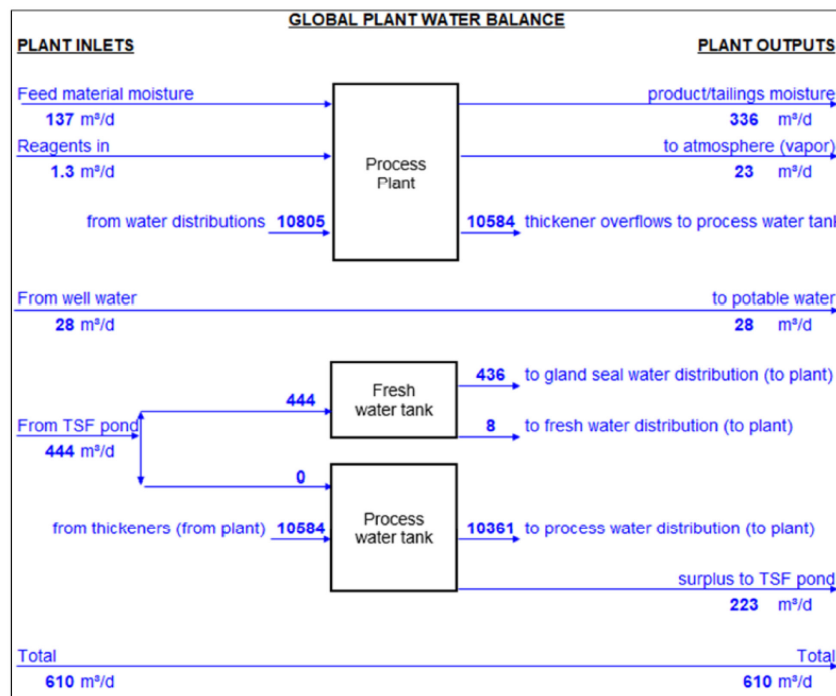 GLOBAL PLANT WATER BALANCE
PLANT INLETS PLANT OUTPUTS
Feed material moisture product/tailings moisture
137 m³/d 336 m³/d
Reagents in to atmosphere (vapor)
1.3 m³/d 23 m³/d
Process
Plant
from water distributions 10805 10584 thickener overflows to process water tank
From well water to potable water
28 m³/d 28 m³/d
436 to gland seal water distribution (to plant)
444 Fresh
water tank
From TSF pond 8 to fresh water distribution (to plant)
444 m³/d
0
from thickeners (from plant) 10584 Process
water tank 10361 to process water distribution (to plant)
surplus to TSF pond
223 m³/d
Total Total
610 m³/d 610 m³/d